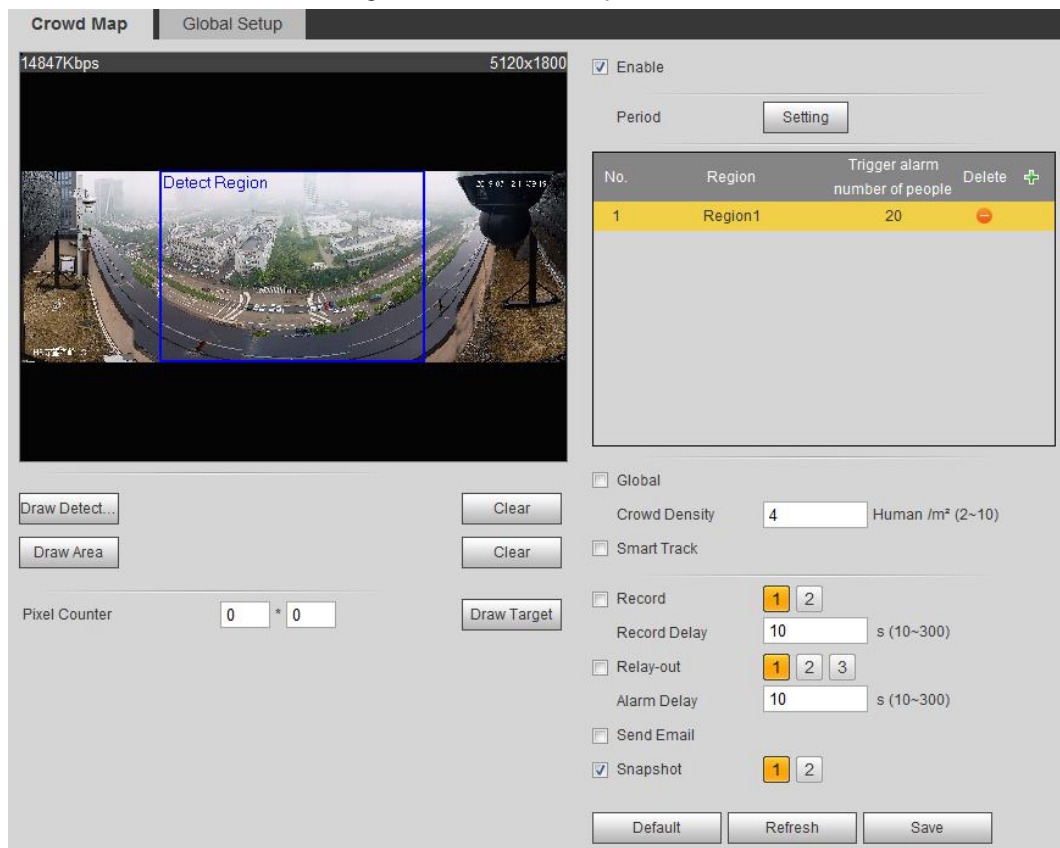 Crowd Map Global Setup
14847Kbps 5120x1800
Detect Region
Draw Detect... Clear
Draw Area Clear
Pixel Counter 0 * 0 Draw Target
Enable
Period Setting
No. Region Trigger alarm number of people Delete
1 Region1 20
Global
Crowd Density 4 Human /m² (2~10)
Smart Track
Record 1 2
Record Delay 10 s (10~300)
Relay-out 1 2 3
Alarm Delay 10 s (10~300)
Send Email
Snapshot 1 2
Default Refresh Save